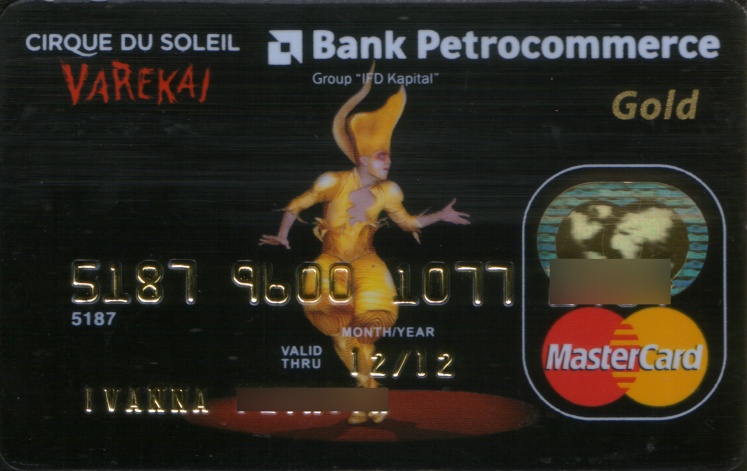 CIRQUE DU SOLEIL
VAREKAI
Bank Petrocommerce
Group "IFD Kapital"
Gold
5187 9600 1077
5187
MONTH/YEAR
VALID THRU 12/12
IVANNA
MasterCard